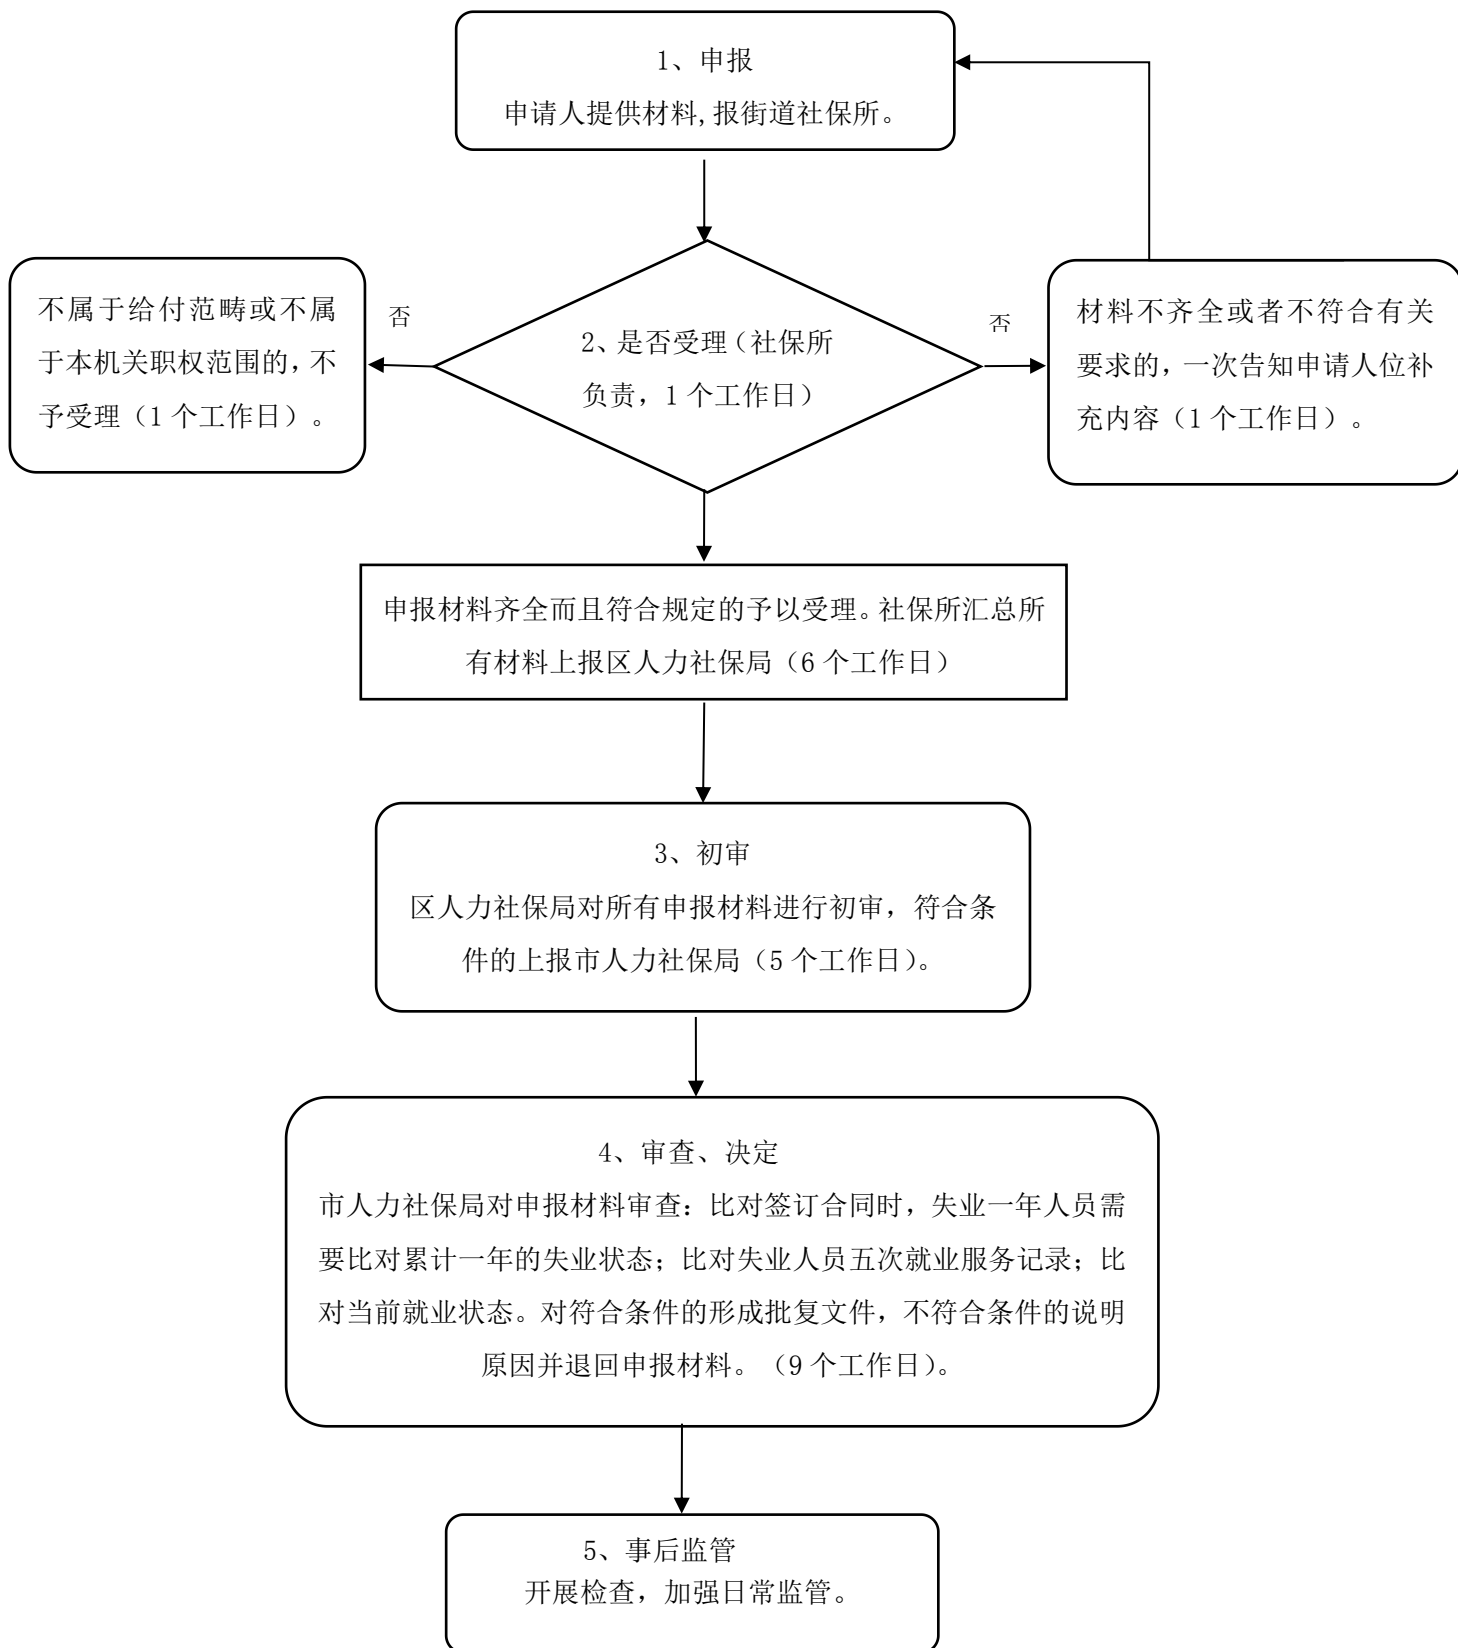 1、申报
申请人提供材料,报街道社保所。
不属于给付范畴或不属
于本机关职权范围的，不
予受理（1个工作日）。
否
2、是否受理（社保所
负责，1个工作日）
否
材料不齐全或者不符合有关
要求的，一次告知申请人位补
充内容（1个工作日）。
申报材料齐全而且符合规定的予以受理。社保所汇总所
有材料上报区人力社保局（6个工作日）
3、初审
区人力社保局对所有申报材料进行初审，符合条
件的上报市人力社保局（5个工作日）。
4、审查、决定
市人力社保局对申报材料审查：比对签订合同时，失业一年人员需
要比对累计一年的失业状态；比对失业人员五次就业服务记录；比
对当前就业状态。对符合条件的形成批复文件，不符合条件的说明
原因并退回申报材料。（9个工作日）。
5、事后监管
开展检查，加强日常监管。